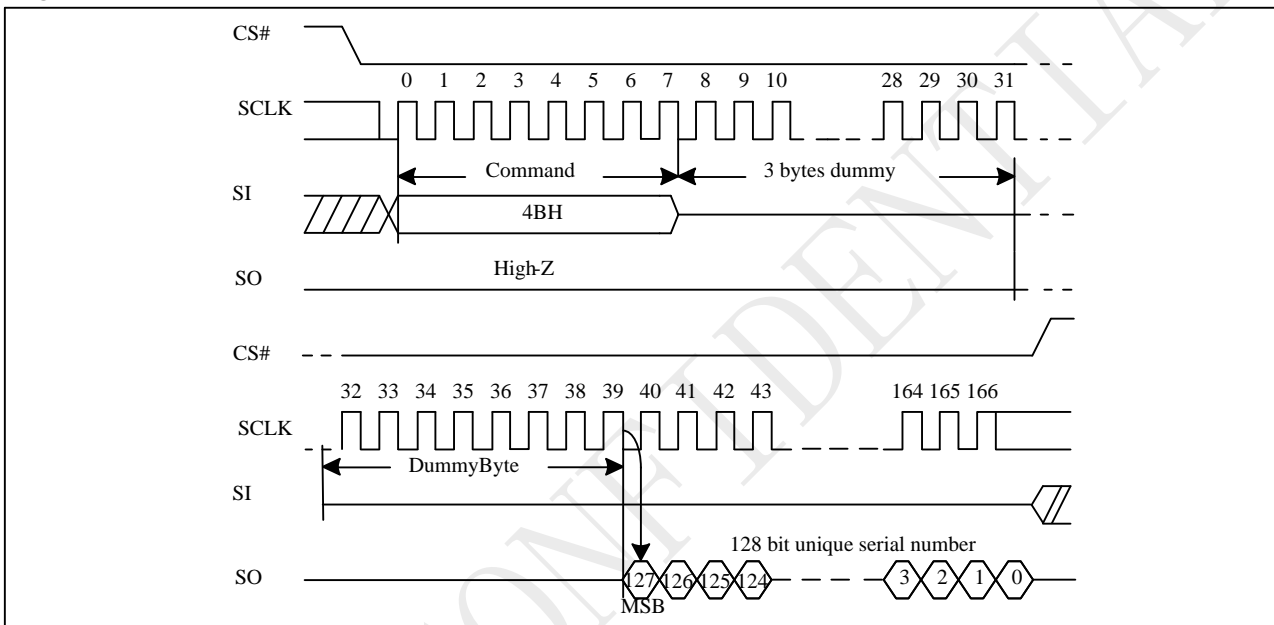 CS#
0 1 2 3 4 5 6 7 8 9 10 28 29 30 31
SCLK
Command 3 bytes dummy
SI
4BH
High-Z
SO
CS#
32 33 34 35 36 37 38 39 40 41 42 43 164 165 166
SCLK
DummyByte
SI
128 bit unique serial number
SO 127 126 125 124 3 2 1 0
MSB
CONFIDENTIAL